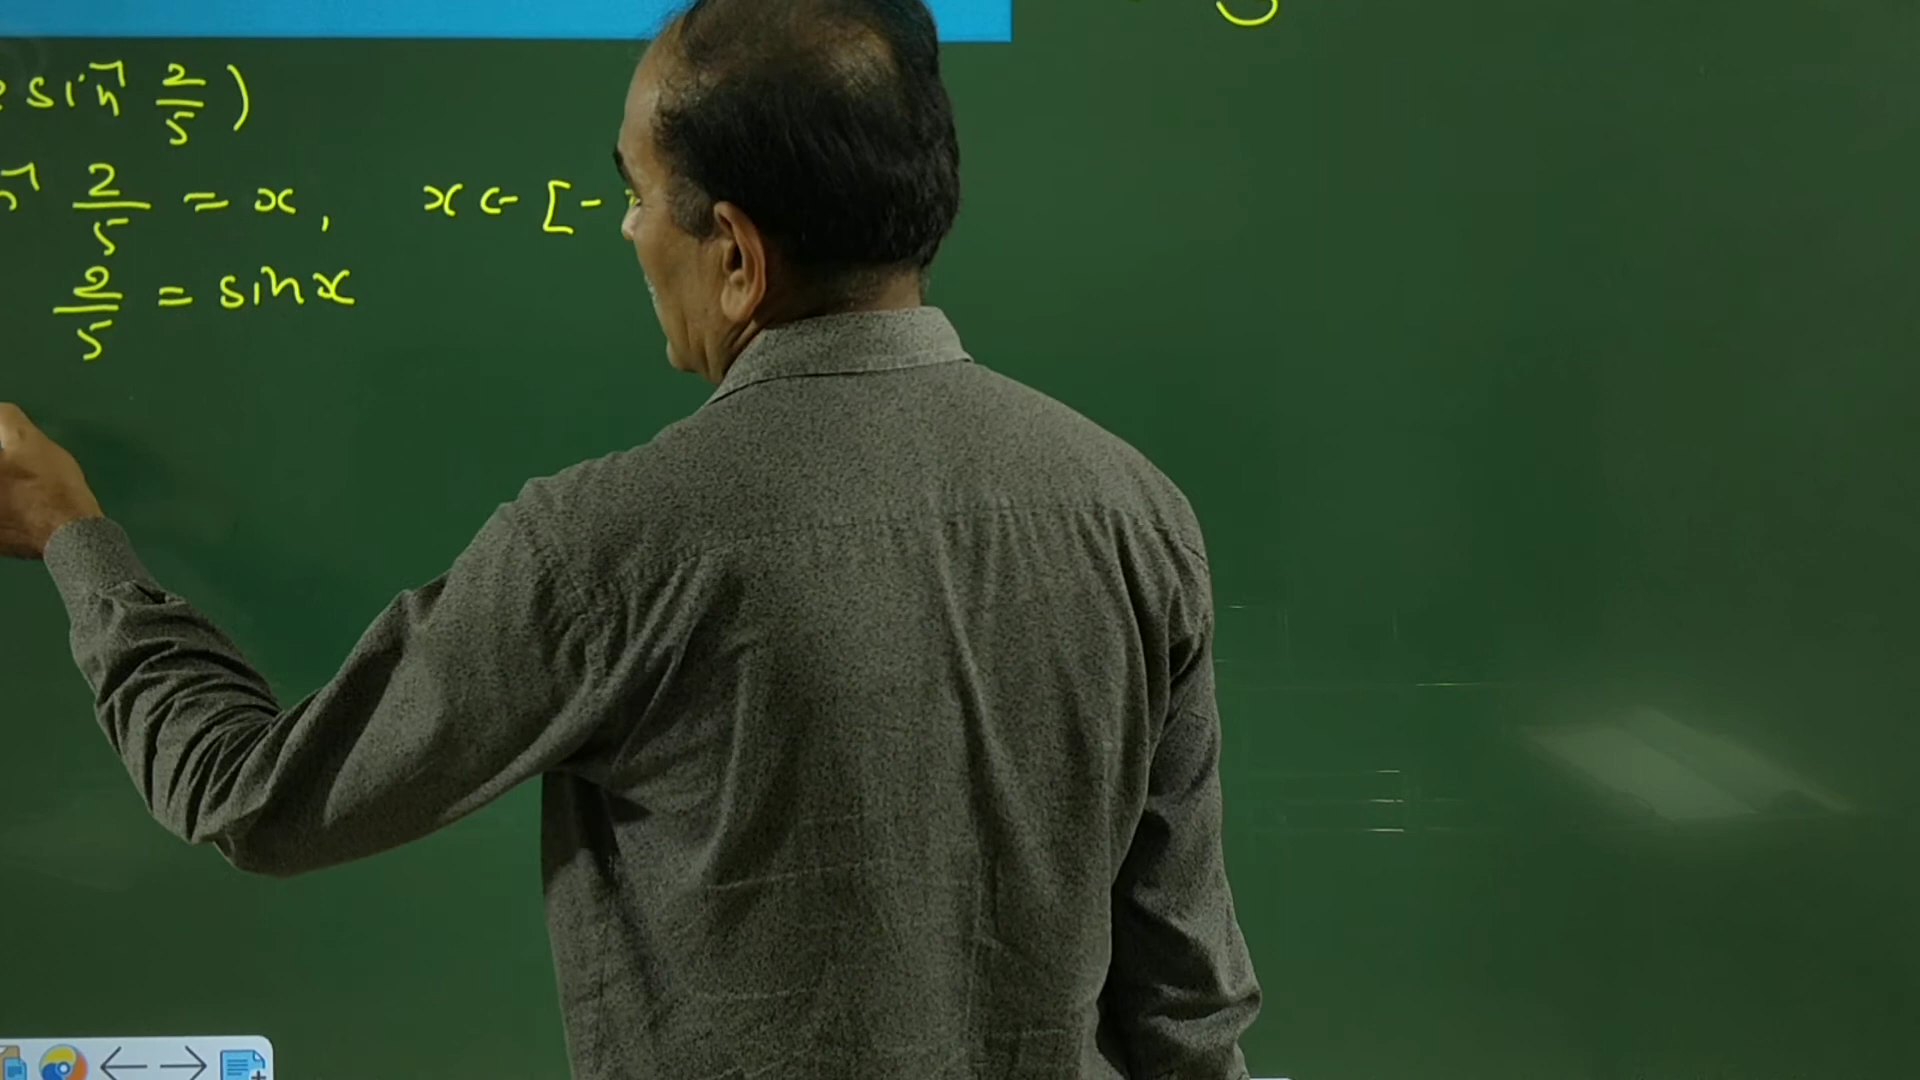 sin⁻¹ 2/5 )
2/5 = x, x ∈ [-
2/5 = sin x